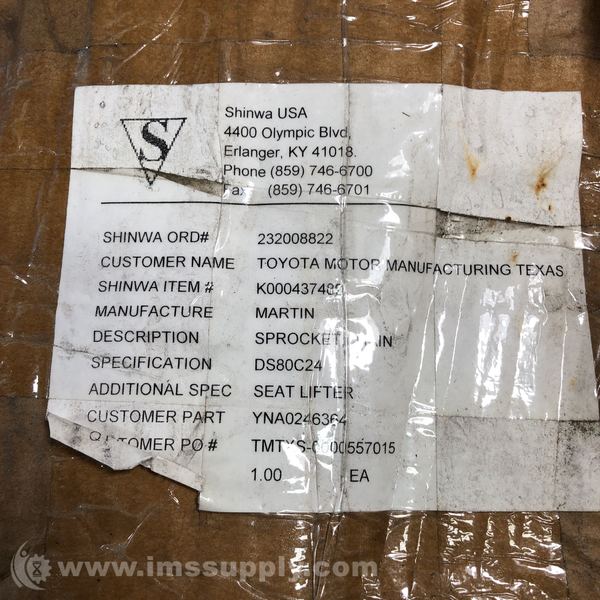 S
Shinwa USA
4400 Olympic Blvd,
Erlanger, KY 41018.
Phone (859) 746-6700
Fax (859) 746-6701
SHINWA ORD# 232008822
CUSTOMER NAME TOYOTA MOTOR MANUFACTURING TEXAS
SHINWA ITEM #
MANUFACTURE MARTIN
DESCRIPTION SPROCKET
SPECIFICATION DS80C24
ADDITIONAL SPEC SEAT LIFTER
CUSTOMER PART YNA0246364
CUSTOMER PO #
1.00 EA
www.imssupply.com